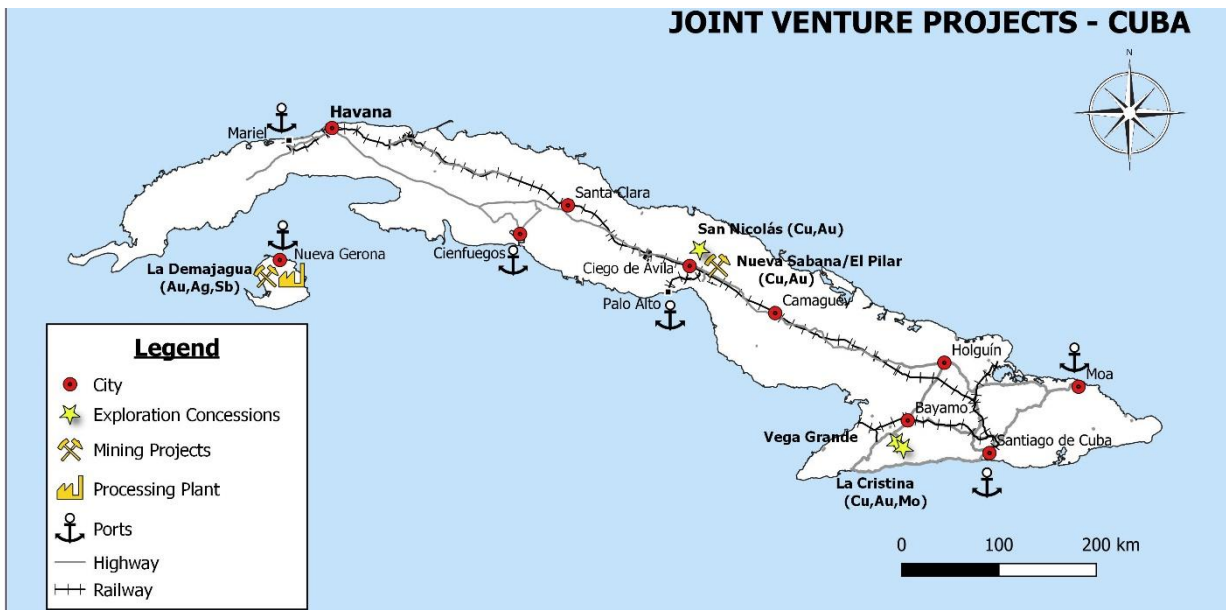 JOINT VENTURE PROJECTS - CUBA
N
Havana
Mariel
Santa Clara
San Nicolás (Cu,Au)
Nueva Gerona
Cienfuegos
Ciego de Ávila
Nueva Sabana/El Pilar
(Cu,Au)
La Demajagua
(Au,Ag,Sb)
Palo Alto
Camaguey
Holguín
Moa
Bayamo
Vega Grande
Santiago de Cuba
La Cristina
(Cu,Au,Mo)
Legend
City
Exploration Concessions
Mining Projects
Processing Plant
Ports
Highway
Railway
0 100 200 km